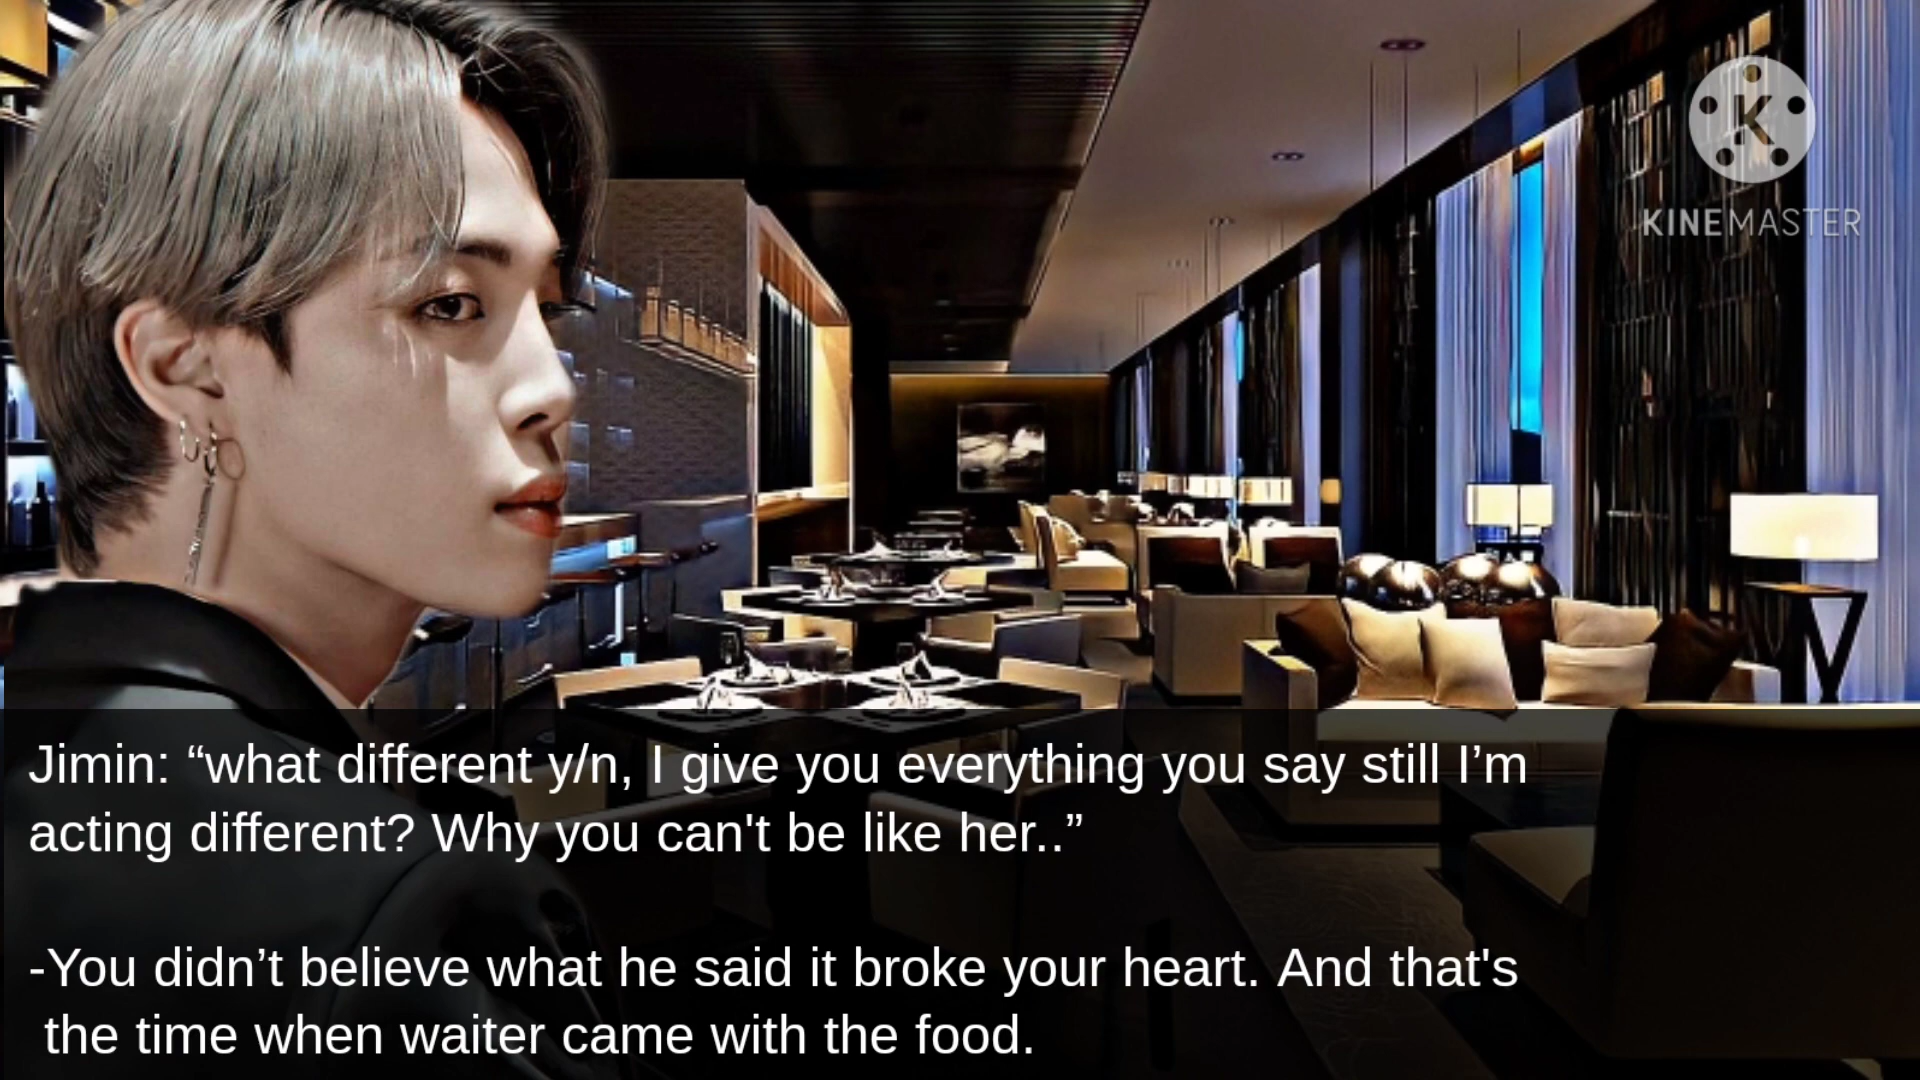 K
KINEMASTER
Jimin: “what different y/n, I give you everything you say still I’m
acting different? Why you can't be like her..”
-You didn’t believe what he said it broke your heart. And that's
the time when waiter came with the food.